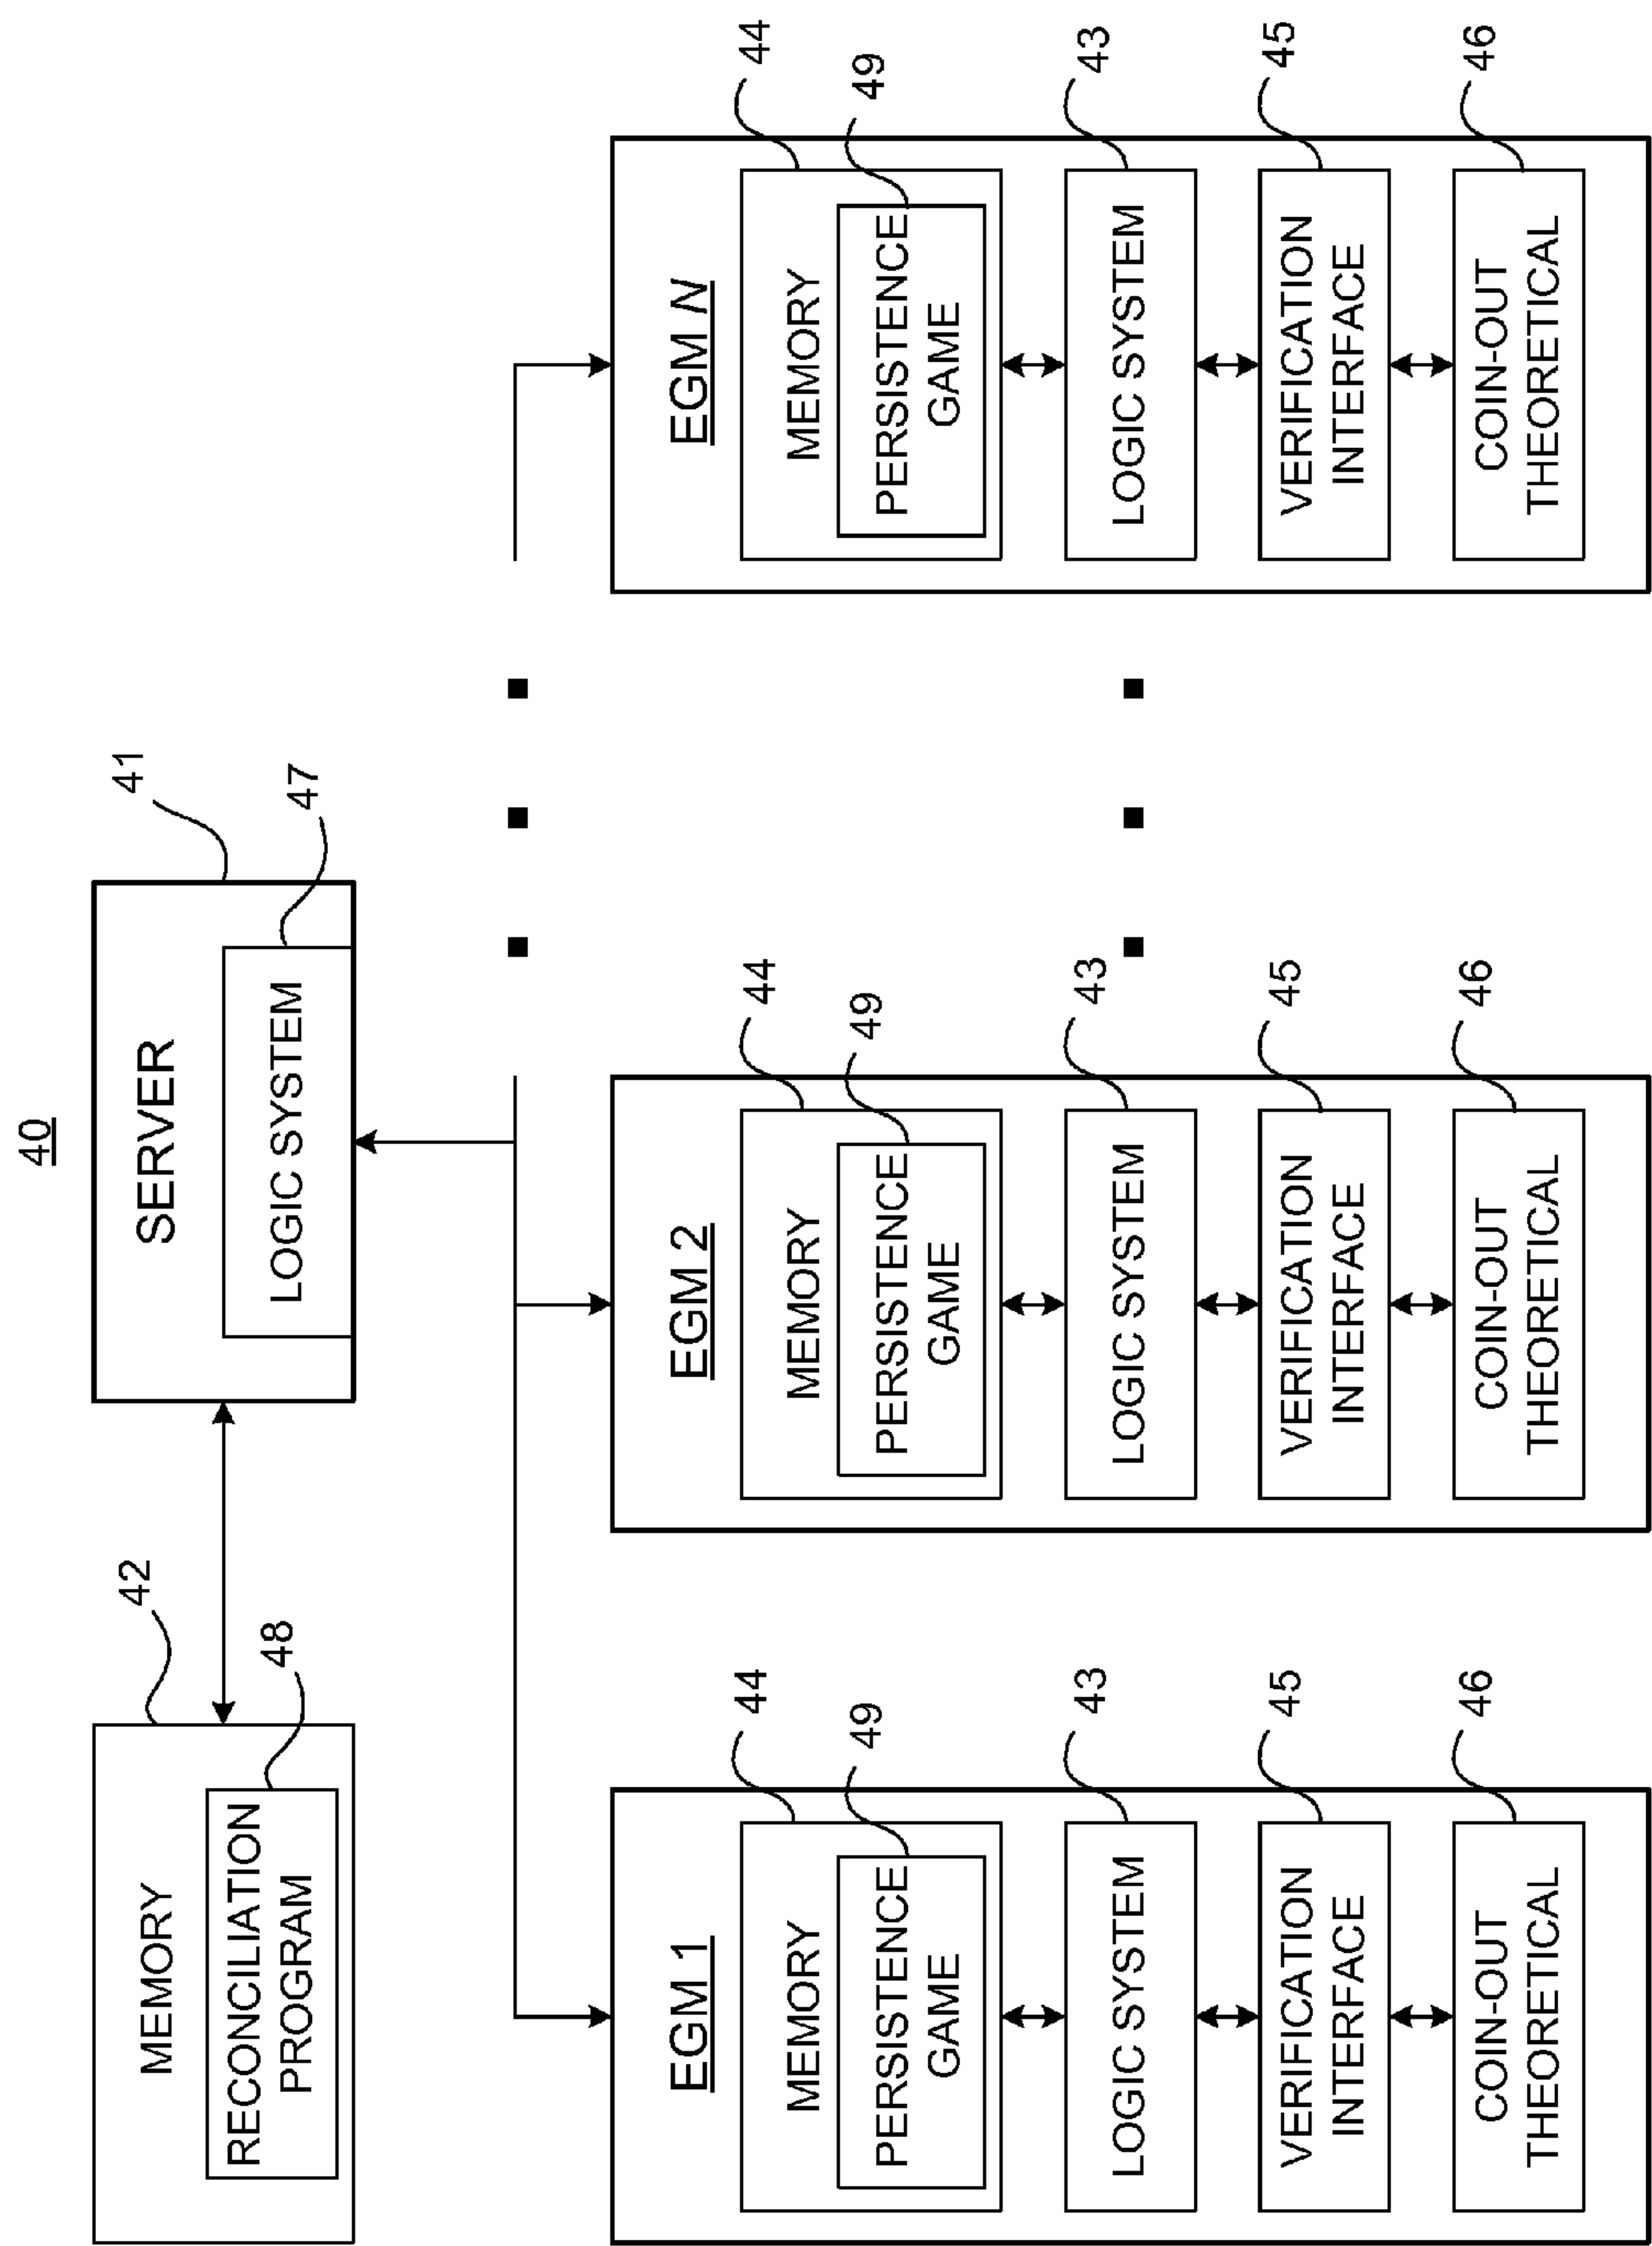 40
MEMORY
RECONCILIATION
PROGRAM
42
48
SERVER
LOGIC SYSTEM
41
47
EGM 1
MEMORY
PERSISTENCE
GAME
LOGIC SYSTEM
VERIFICATION
INTERFACE
COIN-OUT
THEORETICAL
44
49
43
45
46
EGM 2
MEMORY
PERSISTENCE
GAME
LOGIC SYSTEM
VERIFICATION
INTERFACE
COIN-OUT
THEORETICAL
44
49
43
45
46
EGM N
MEMORY
PERSISTENCE
GAME
LOGIC SYSTEM
VERIFICATION
INTERFACE
COIN-OUT
THEORETICAL
44
49
43
45
46